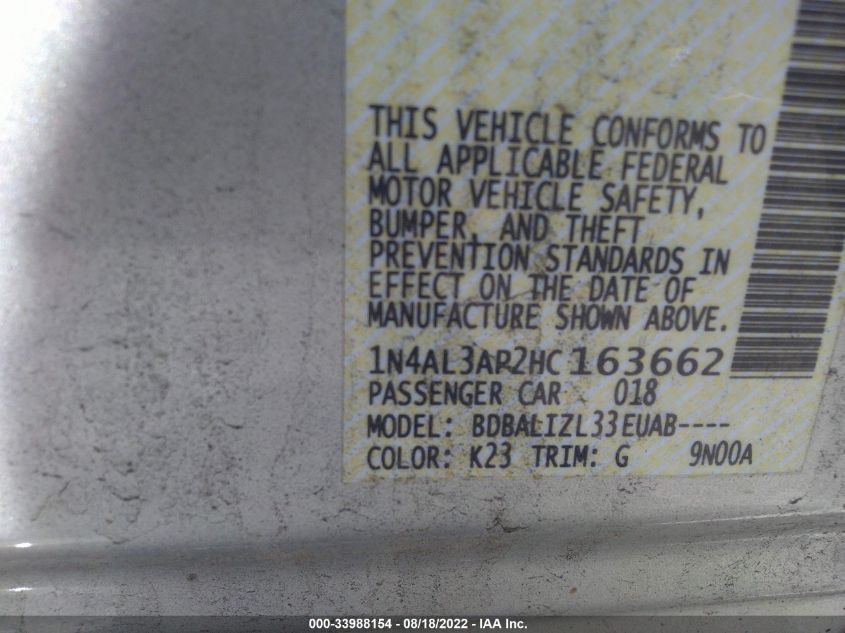 THIS VEHICLE CONFORMS TO
ALL APPLICABLE FEDERAL
MOTOR VEHICLE SAFETY,
BUMPER, AND THEFT
PREVENTION STANDARDS IN
EFFECT ON THE DATE OF
MANUFACTURE SHOWN ABOVE.
1N4AL3AP2HC163662
PASSENGER CAR 018
MODEL: BDBALIZL33EUAB----
COLOR: K23 TRIM: G 9N00A
000-33988154 - 08/18/2022 - IAA Inc.